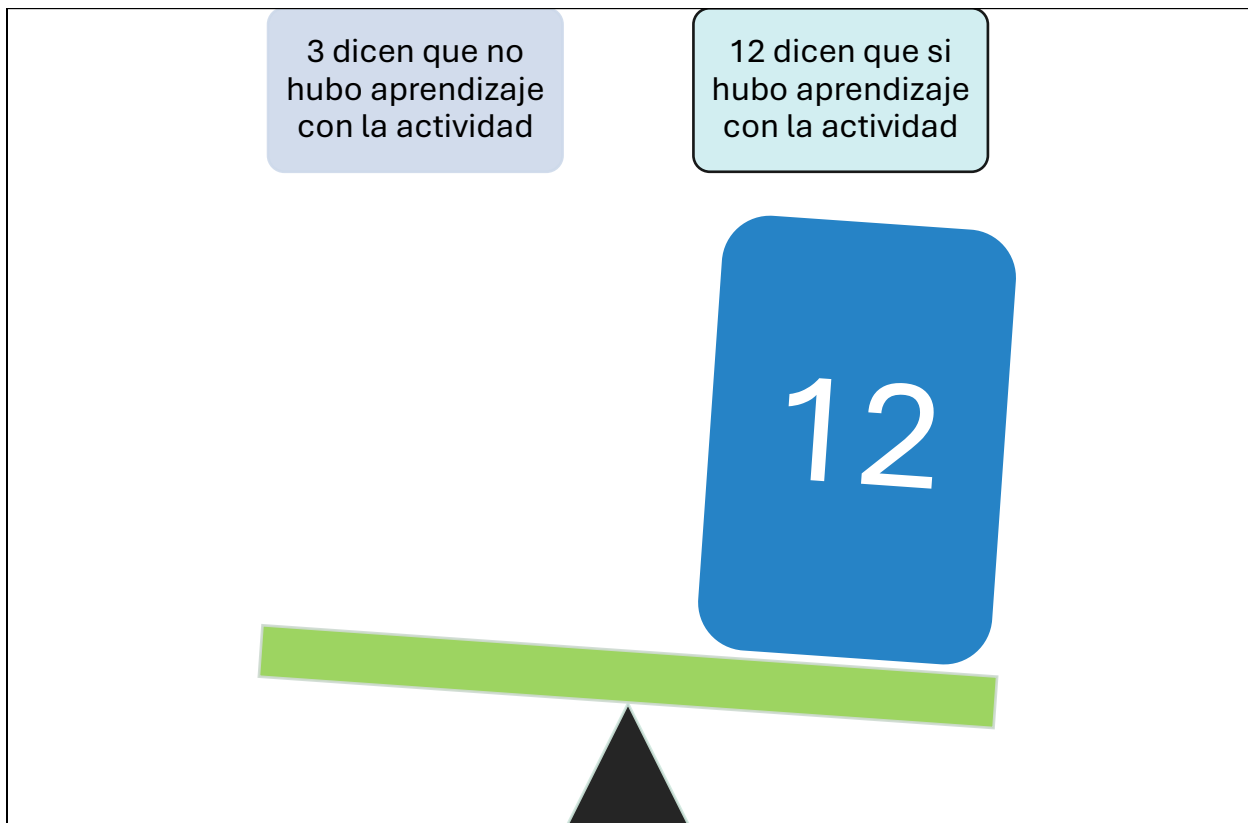 3 dicen que no
hubo aprendizaje
con la actividad
12 dicen que si
hubo aprendizaje
con la actividad
12